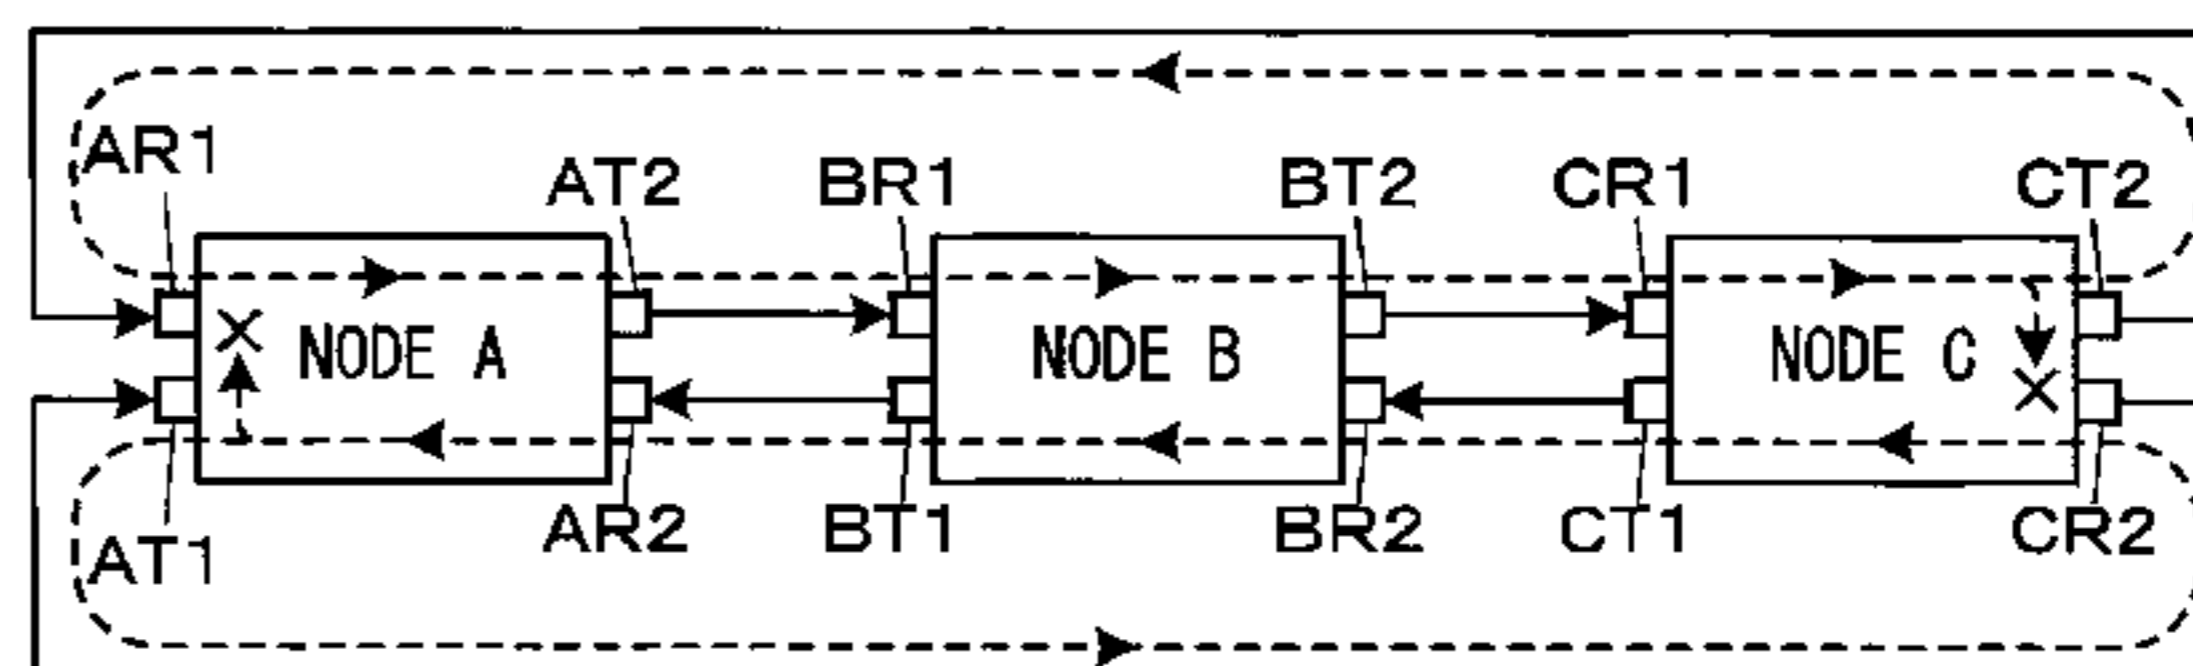 AR1
AT2 BR1 BT2 CR1 CT2
NODE A NODE B NODE C
AT1 AR2 BT1 BR2 CT1 CR2